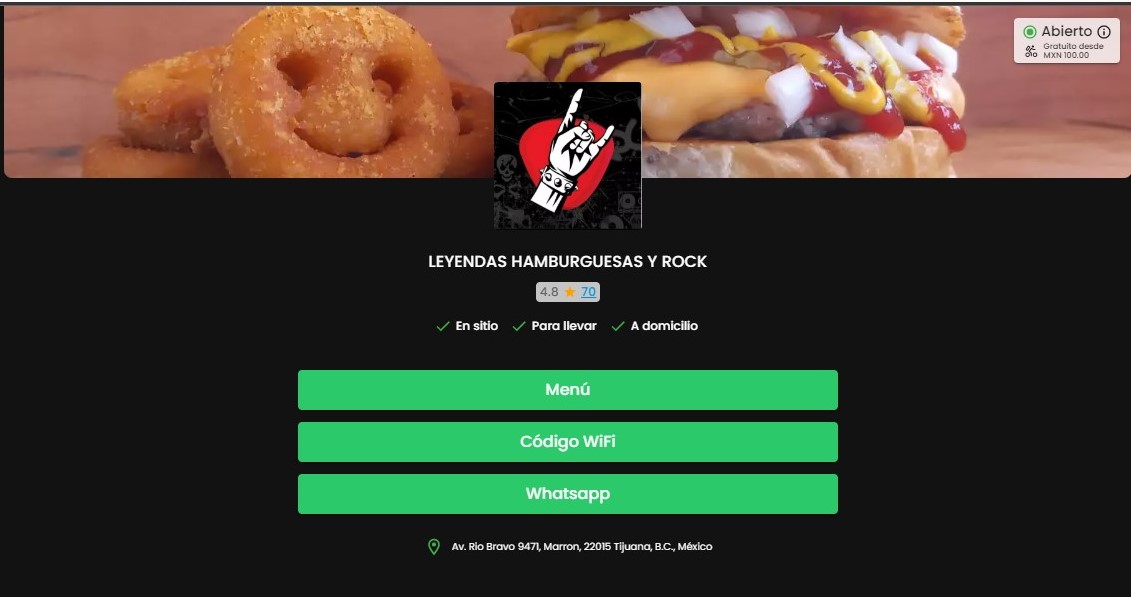 Abierto
Gratuito desde
MXN 100.00
LEYENDAS HAMBURGUESAS Y ROCK
4.8 70
En sitio Para llevar A domicilio
Menú
Código WiFi
Whatsapp
Av. Rio Bravo 9471, Marron, 22015 Tijuana, B.C., México